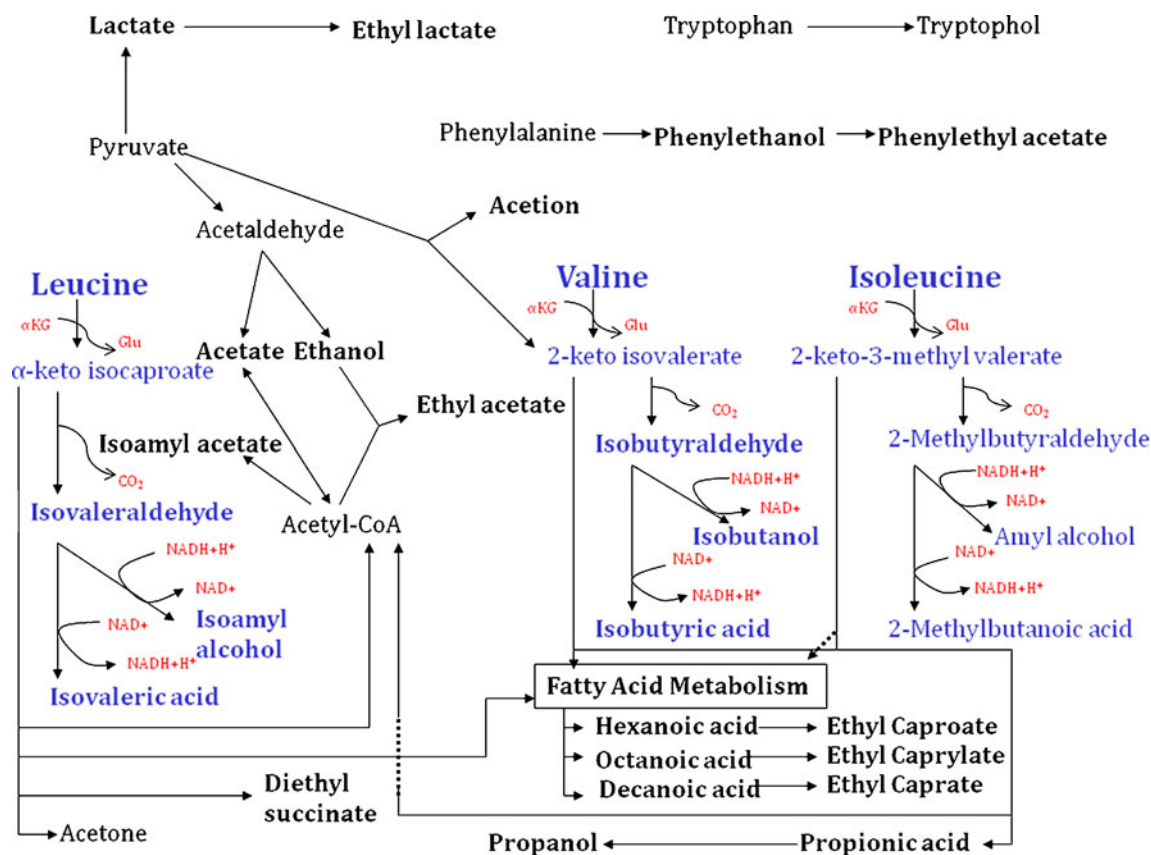 Lactate
Ethyl lactate
Tryptophan
Tryptophol
Pyruvate
Phenylalanine
Phenylethanol
Phenylethyl acetate
Acetion
Acetaldehyde
Leucine
Valine
Isoleucine
αKG
Glu
αKG
Glu
αKG
Glu
α-keto isocaproate
Acetate
Ethanol
2-keto isovalerate
2-keto-3-methyl valerate
Ethyl acetate
CO2
CO2
Isoamyl acetate
Isobutyraldehyde
2-Methylbutyraldehyde
CO2
NADH+H+
NAD+
NADH+H+
NAD+
Isovaleraldehyde
Acetyl-CoA
Isobutanol
Amyl alcohol
NADH+H+
NAD+
NAD+
NADH+H+
NAD+
NADH+H+
Isoamyl
alcohol
NAD+
NADH+H+
Isobutyric acid
2-Methylbutanoic acid
Isovaleric acid
Fatty Acid Metabolism
Hexanoic acid
Ethyl Caproate
Octanoic acid
Ethyl Caprylate
Decanoic acid
Ethyl Caprate
Diethyl
succinate
Acetone
Propanol
Propionic acid